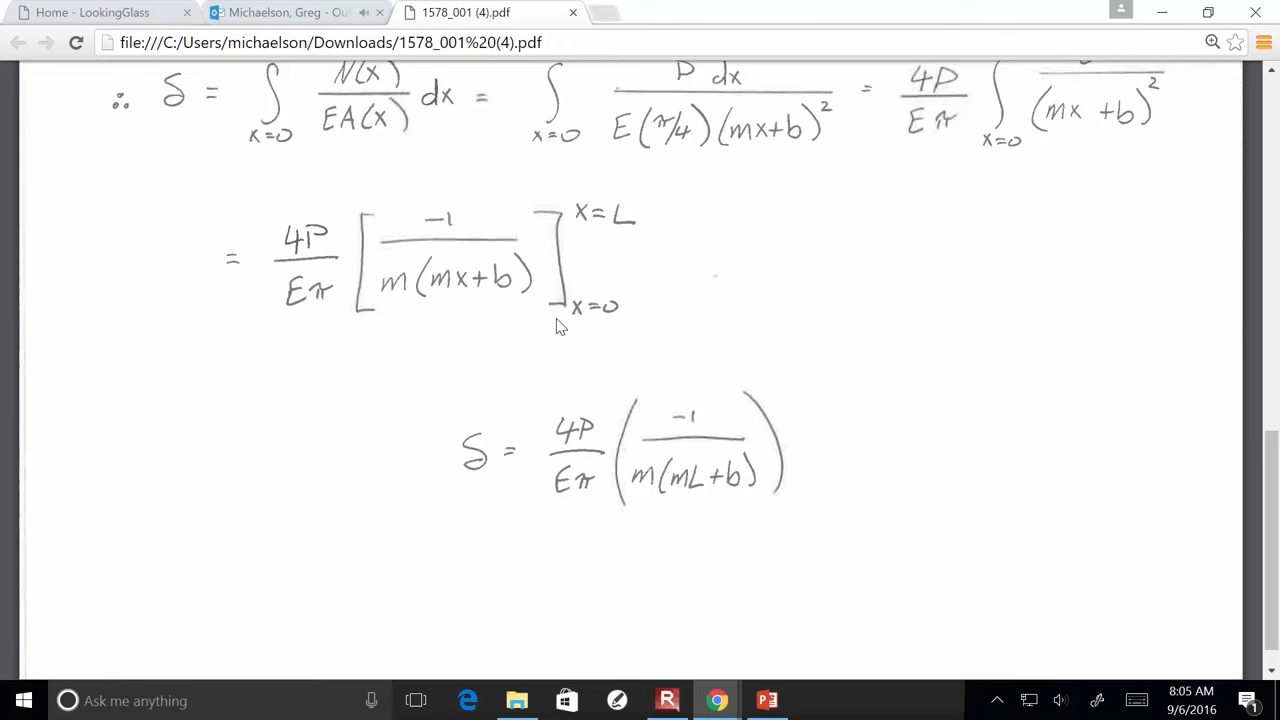 Home - LookingGlass
Michaelson, Greg - Ou
1578_001 (4).pdf
file:///C:/Users/michaelson/Downloads/1578_001%20(4).pdf
∴ δ = ∫_{x=0} N(x)/EA(x) dx = ∫_{x=0} P dx / E(π/4)(mx+b)² = 4P/Eπ ∫_{x=0} /(mx+b)²
= 4P/Eπ [-1/m(mx+b)]_{x=0}^{x=L}
δ = 4P/Eπ (-1/m(mL+b))
Ask me anything
8:05 AM
9/6/2016
1